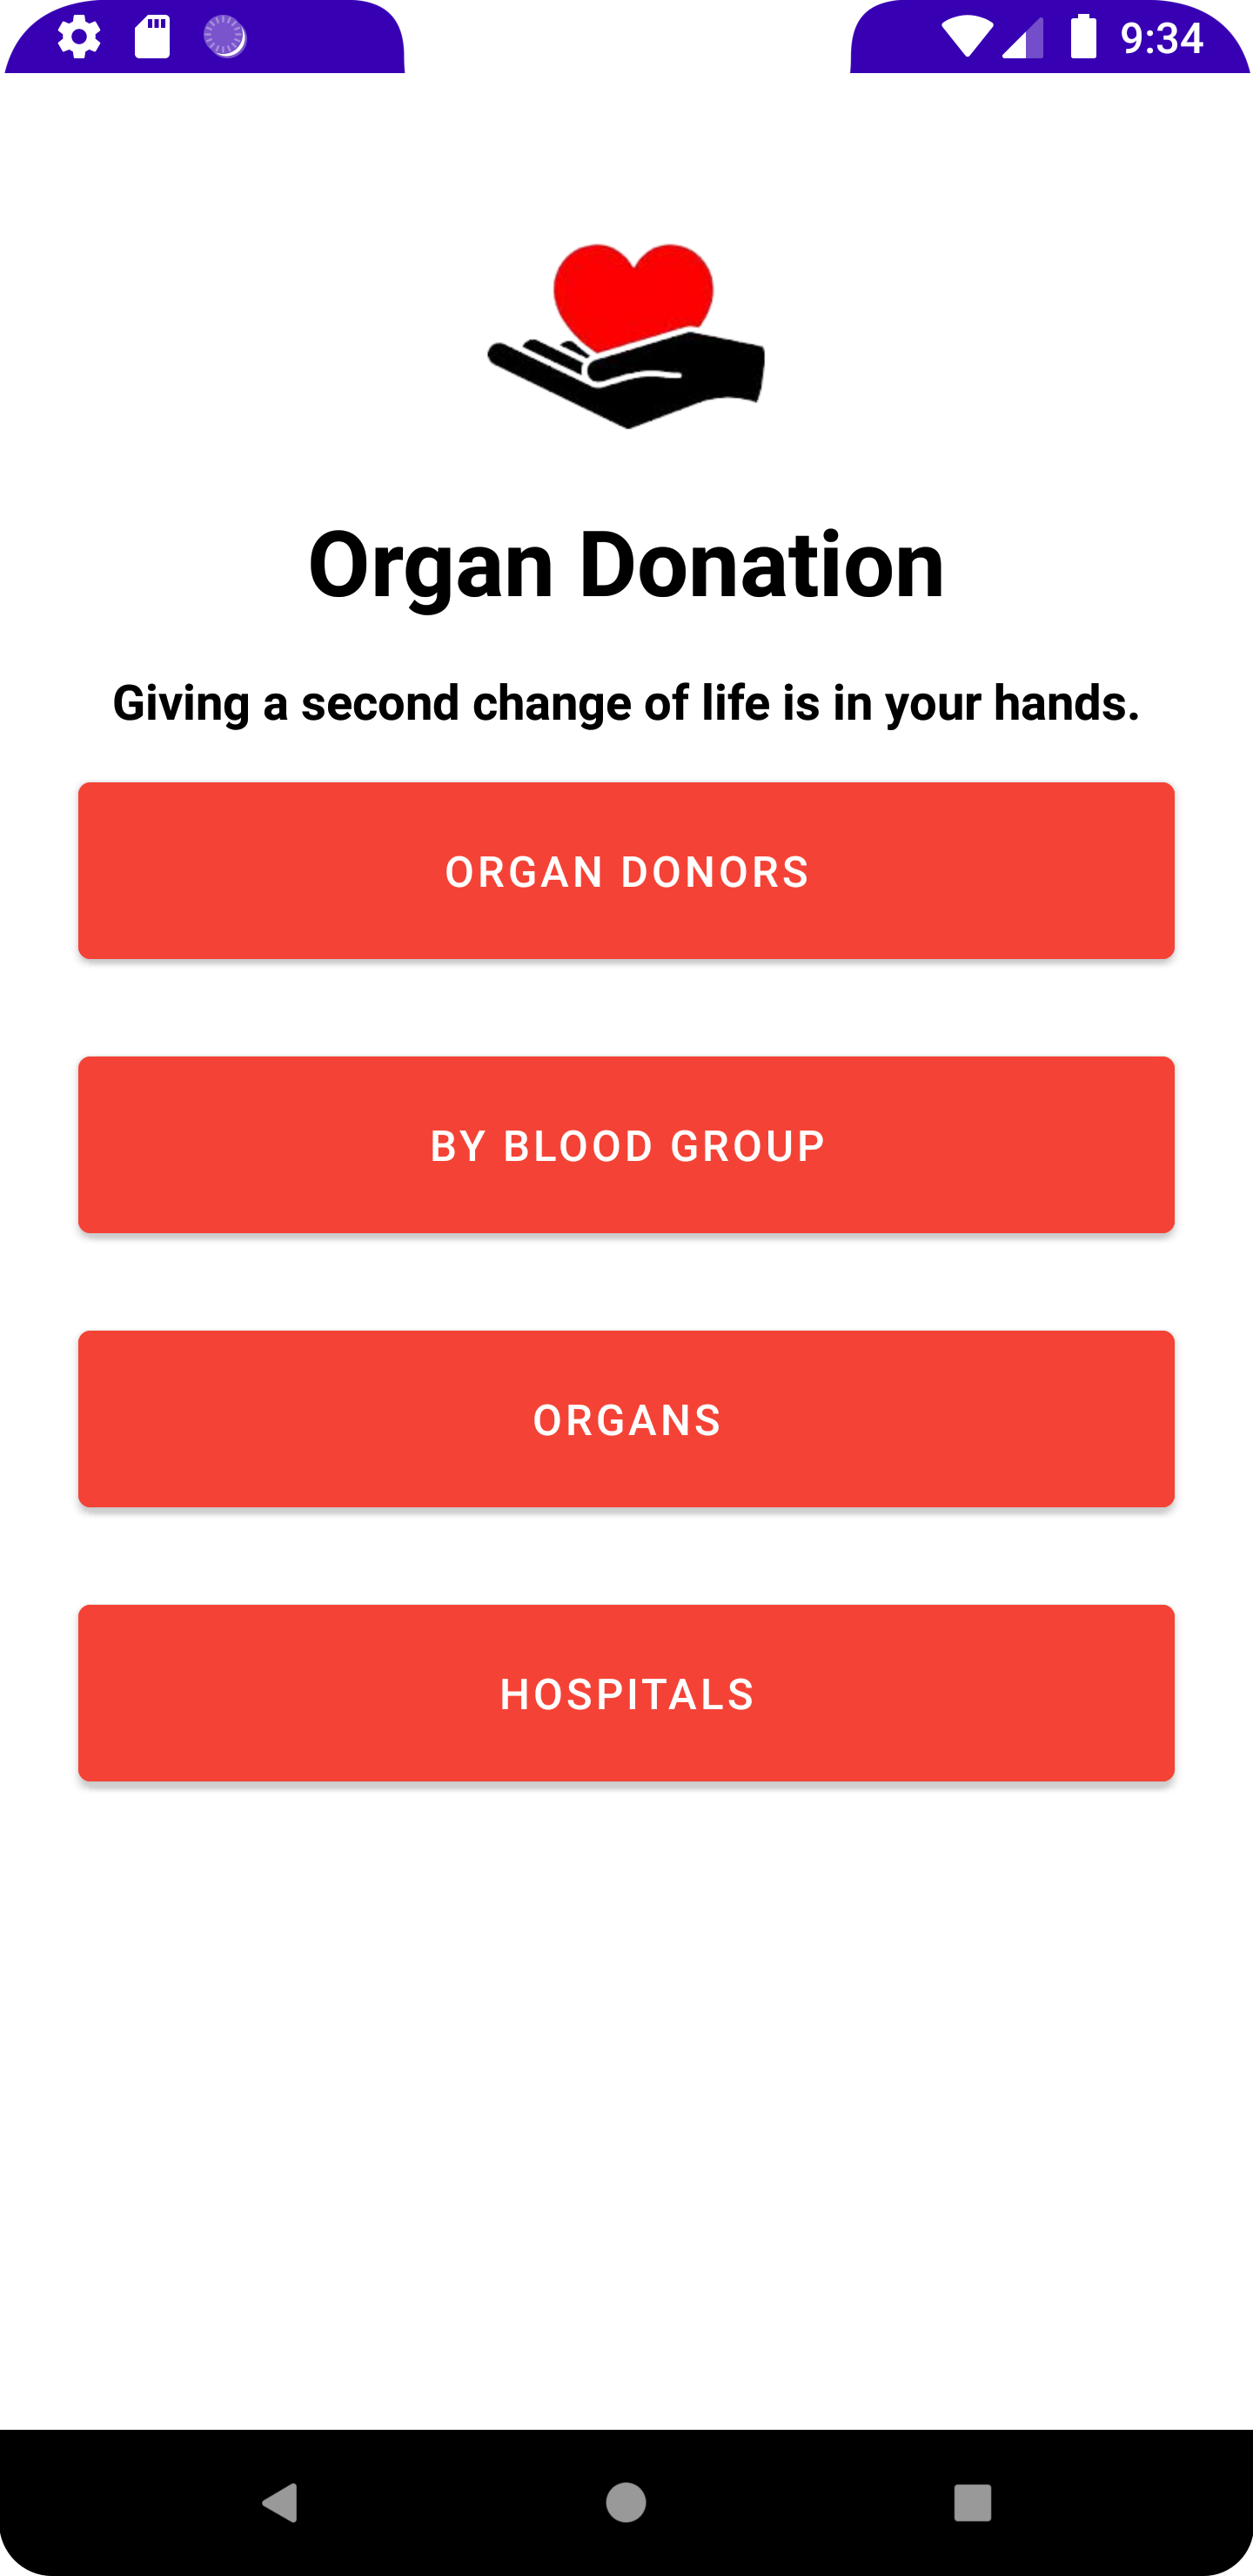 9:34
Organ Donation
Giving a second change of life is in your hands.
ORGAN DONORS
BY BLOOD GROUP
ORGANS
HOSPITALS